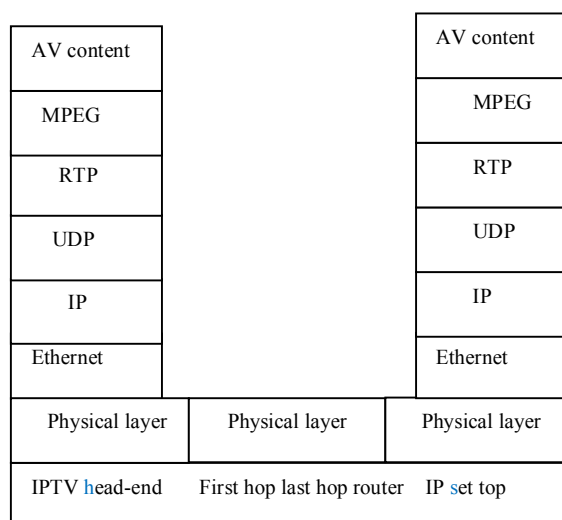 AV content
MPEG
RTP
UDP
IP
Ethernet
AV content
MPEG
RTP
UDP
IP
Ethernet
Physical layer
Physical layer
Physical layer
IPTV head-end First hop last hop router IP set top